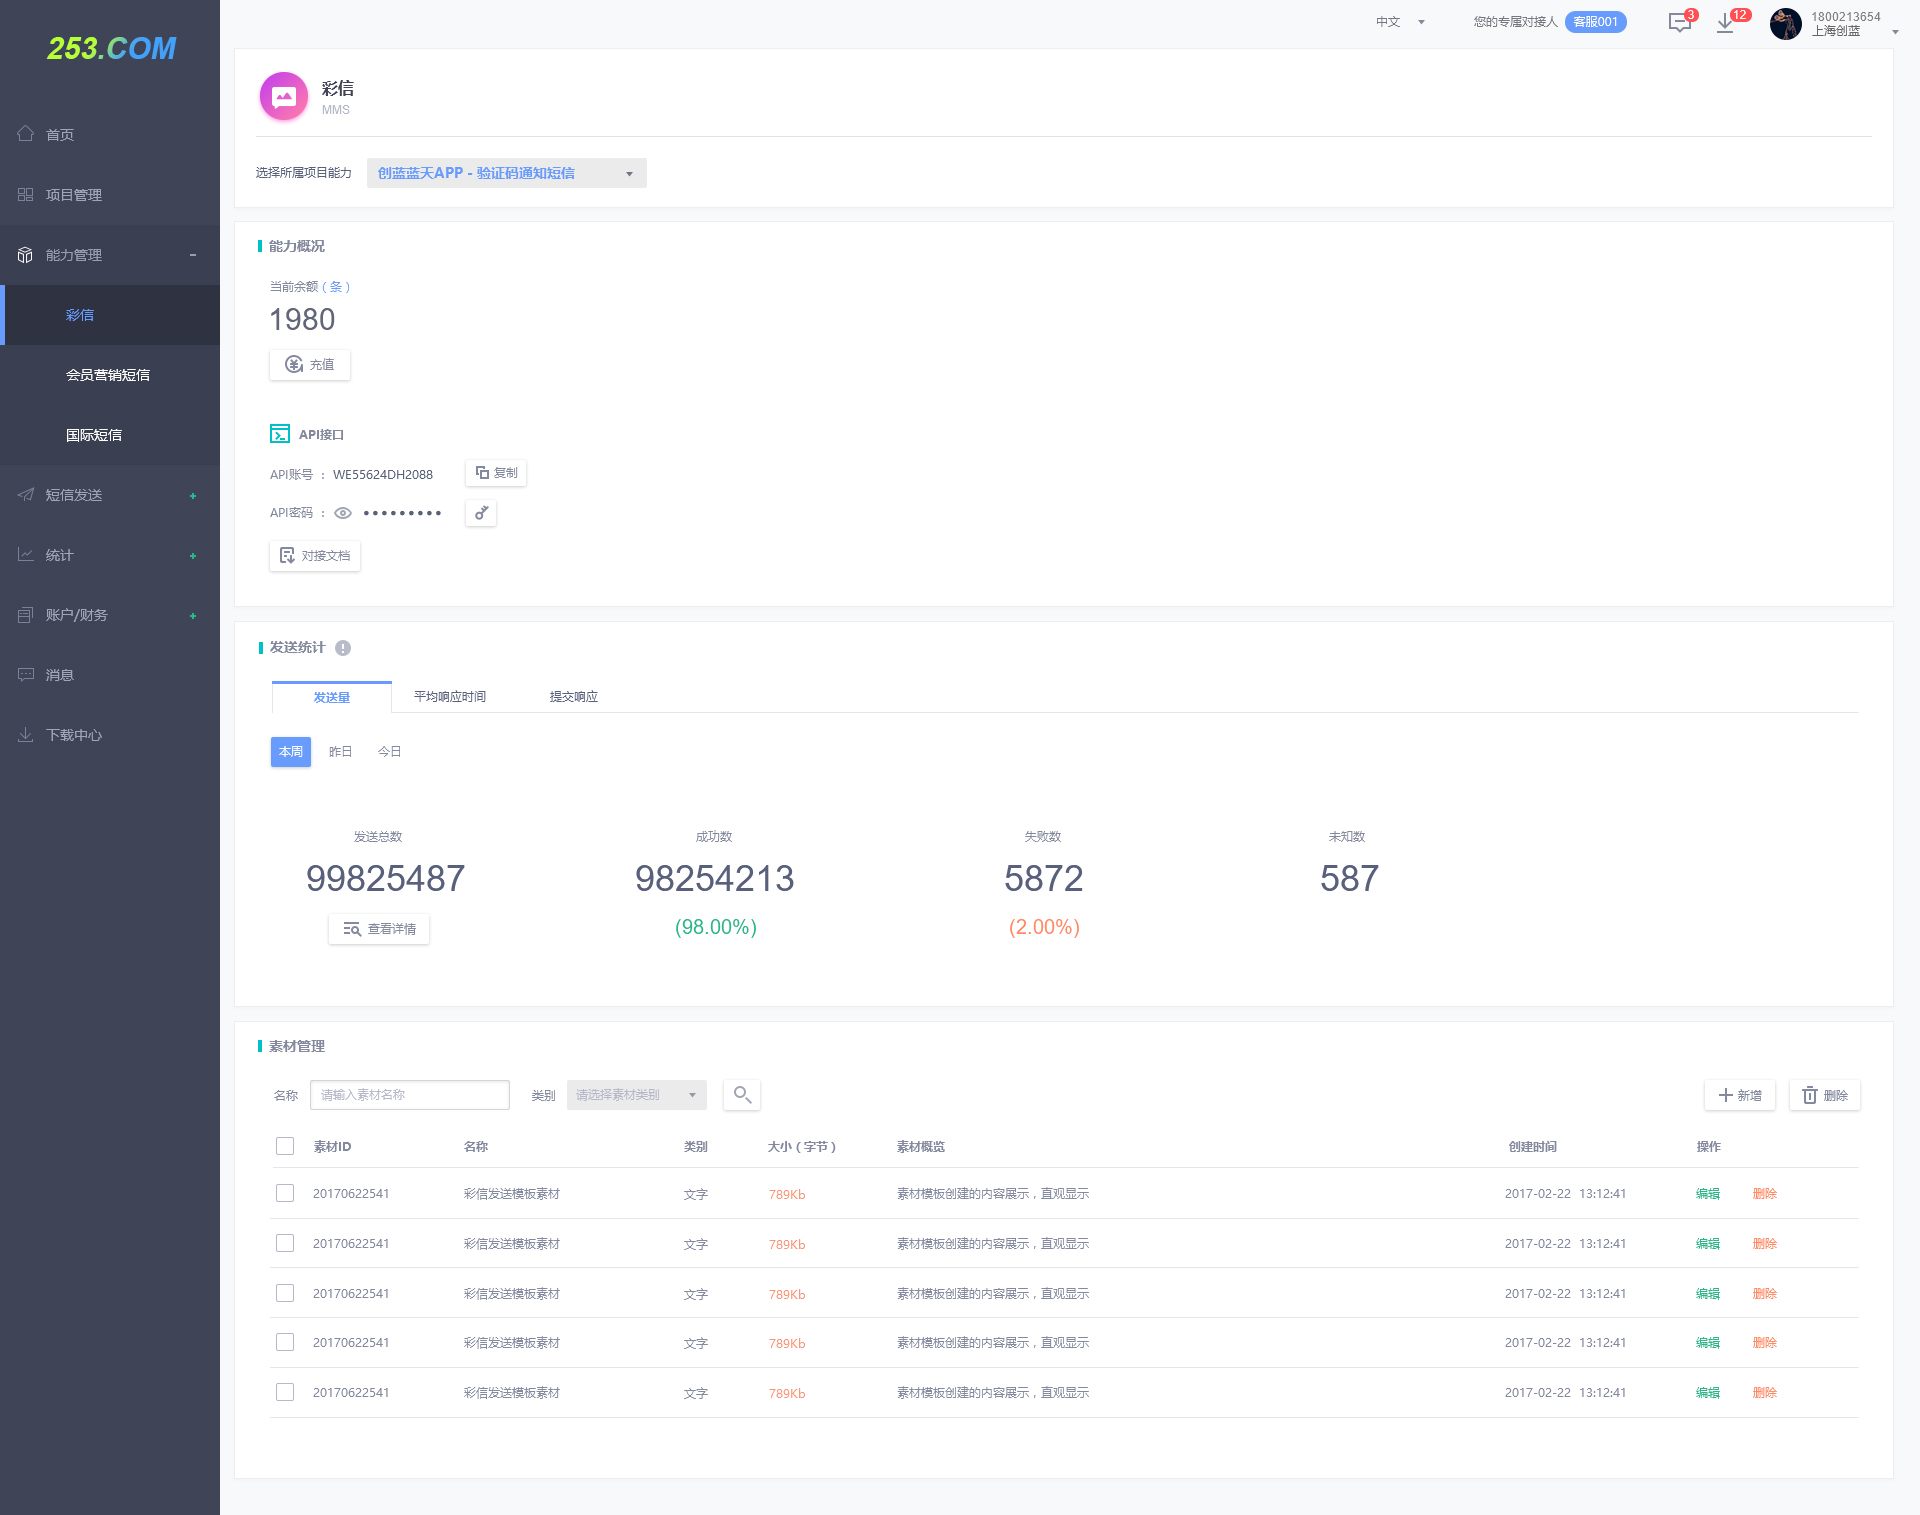 253.COM
中文
您的专属对接人 客服001
3
12
1800213654
上海创蓝
首页
项目管理
能力管理
彩信
会员营销短信
国际短信
短信发送
统计
账户/财务
消息
下载中心
彩信
MMS
选择所属项目能力 创蓝蓝天APP - 验证码通知短信
能力概况
当前余额（条）
1980
充值
API接口
API账号 ： WE55624DH2088 复制
API密码 ： •••••••••
对接文档
发送统计
发送量 平均响应时间 提交响应
本周 昨日 今日
发送总数 成功数 失败数 未知数
99825487 98254213 5872 587
查看详情 (98.00%) (2.00%)
素材管理
名称 请输入素材名称 类别 请选择素材类别 新增 删除
素材ID 名称 类别 大小（字节） 素材概览 创建时间 操作
20170622541 彩信发送模板素材 文字 789Kb 素材模板创建的内容展示，直观显示 2017-02-22 13:12:41 编辑 删除
20170622541 彩信发送模板素材 文字 789Kb 素材模板创建的内容展示，直观显示 2017-02-22 13:12:41 编辑 删除
20170622541 彩信发送模板素材 文字 789Kb 素材模板创建的内容展示，直观显示 2017-02-22 13:12:41 编辑 删除
20170622541 彩信发送模板素材 文字 789Kb 素材模板创建的内容展示，直观显示 2017-02-22 13:12:41 编辑 删除
20170622541 彩信发送模板素材 文字 789Kb 素材模板创建的内容展示，直观显示 2017-02-22 13:12:41 编辑 删除